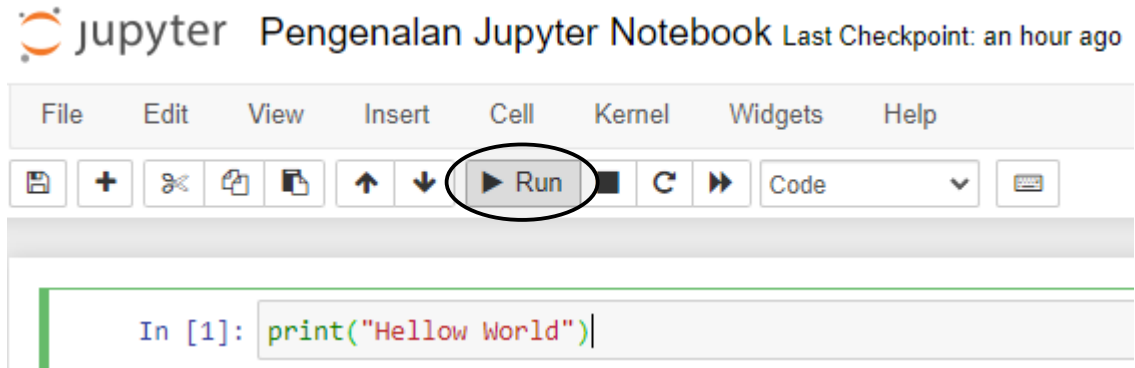 jupyter Pengenalan Jupyter Notebook Last Checkpoint: an hour ago
File Edit View Insert Cell Kernel Widgets Help
Run Code
In [1]: print("Hellow World")